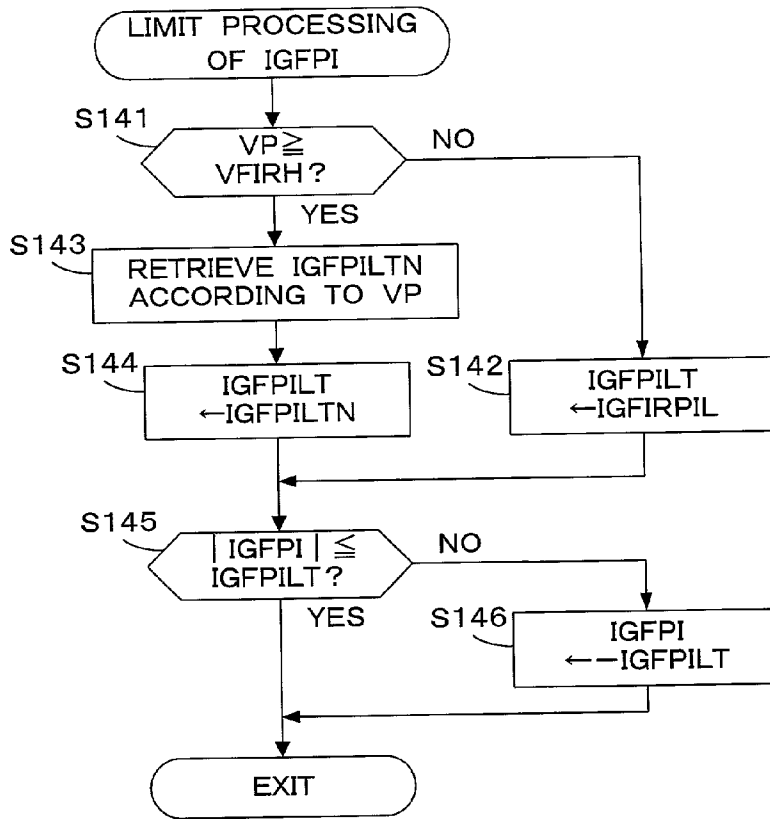 LIMIT PROCESSING
OF IGFPI
S141
VP≧
VFIRH?
NO
YES
S143
RETRIEVE IGFPILTN
ACCORDING TO VP
S144
IGFPILT
←IGFPILTN
S142
IGFPILT
←IGFIRPIL
S145
|IGFPI|≦
IGFPILT?
NO
YES
S146
IGFPI
←−IGFPILT
EXIT